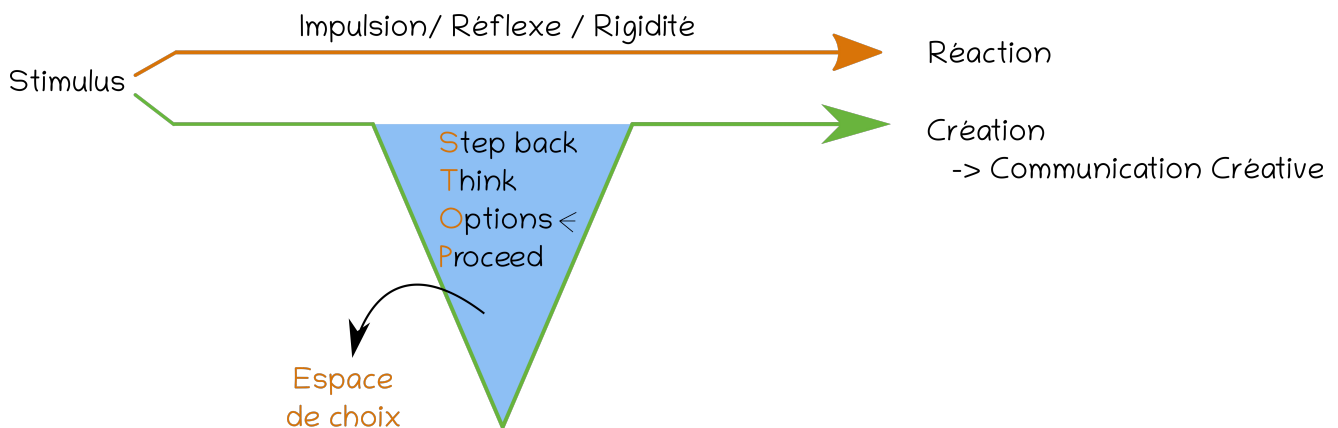 Impulsion/ Réflexe / Rigidité
Réaction
Stimulus
Création
-> Communication Créative
Step back
Think
Options
Proceed
Espace
de choix